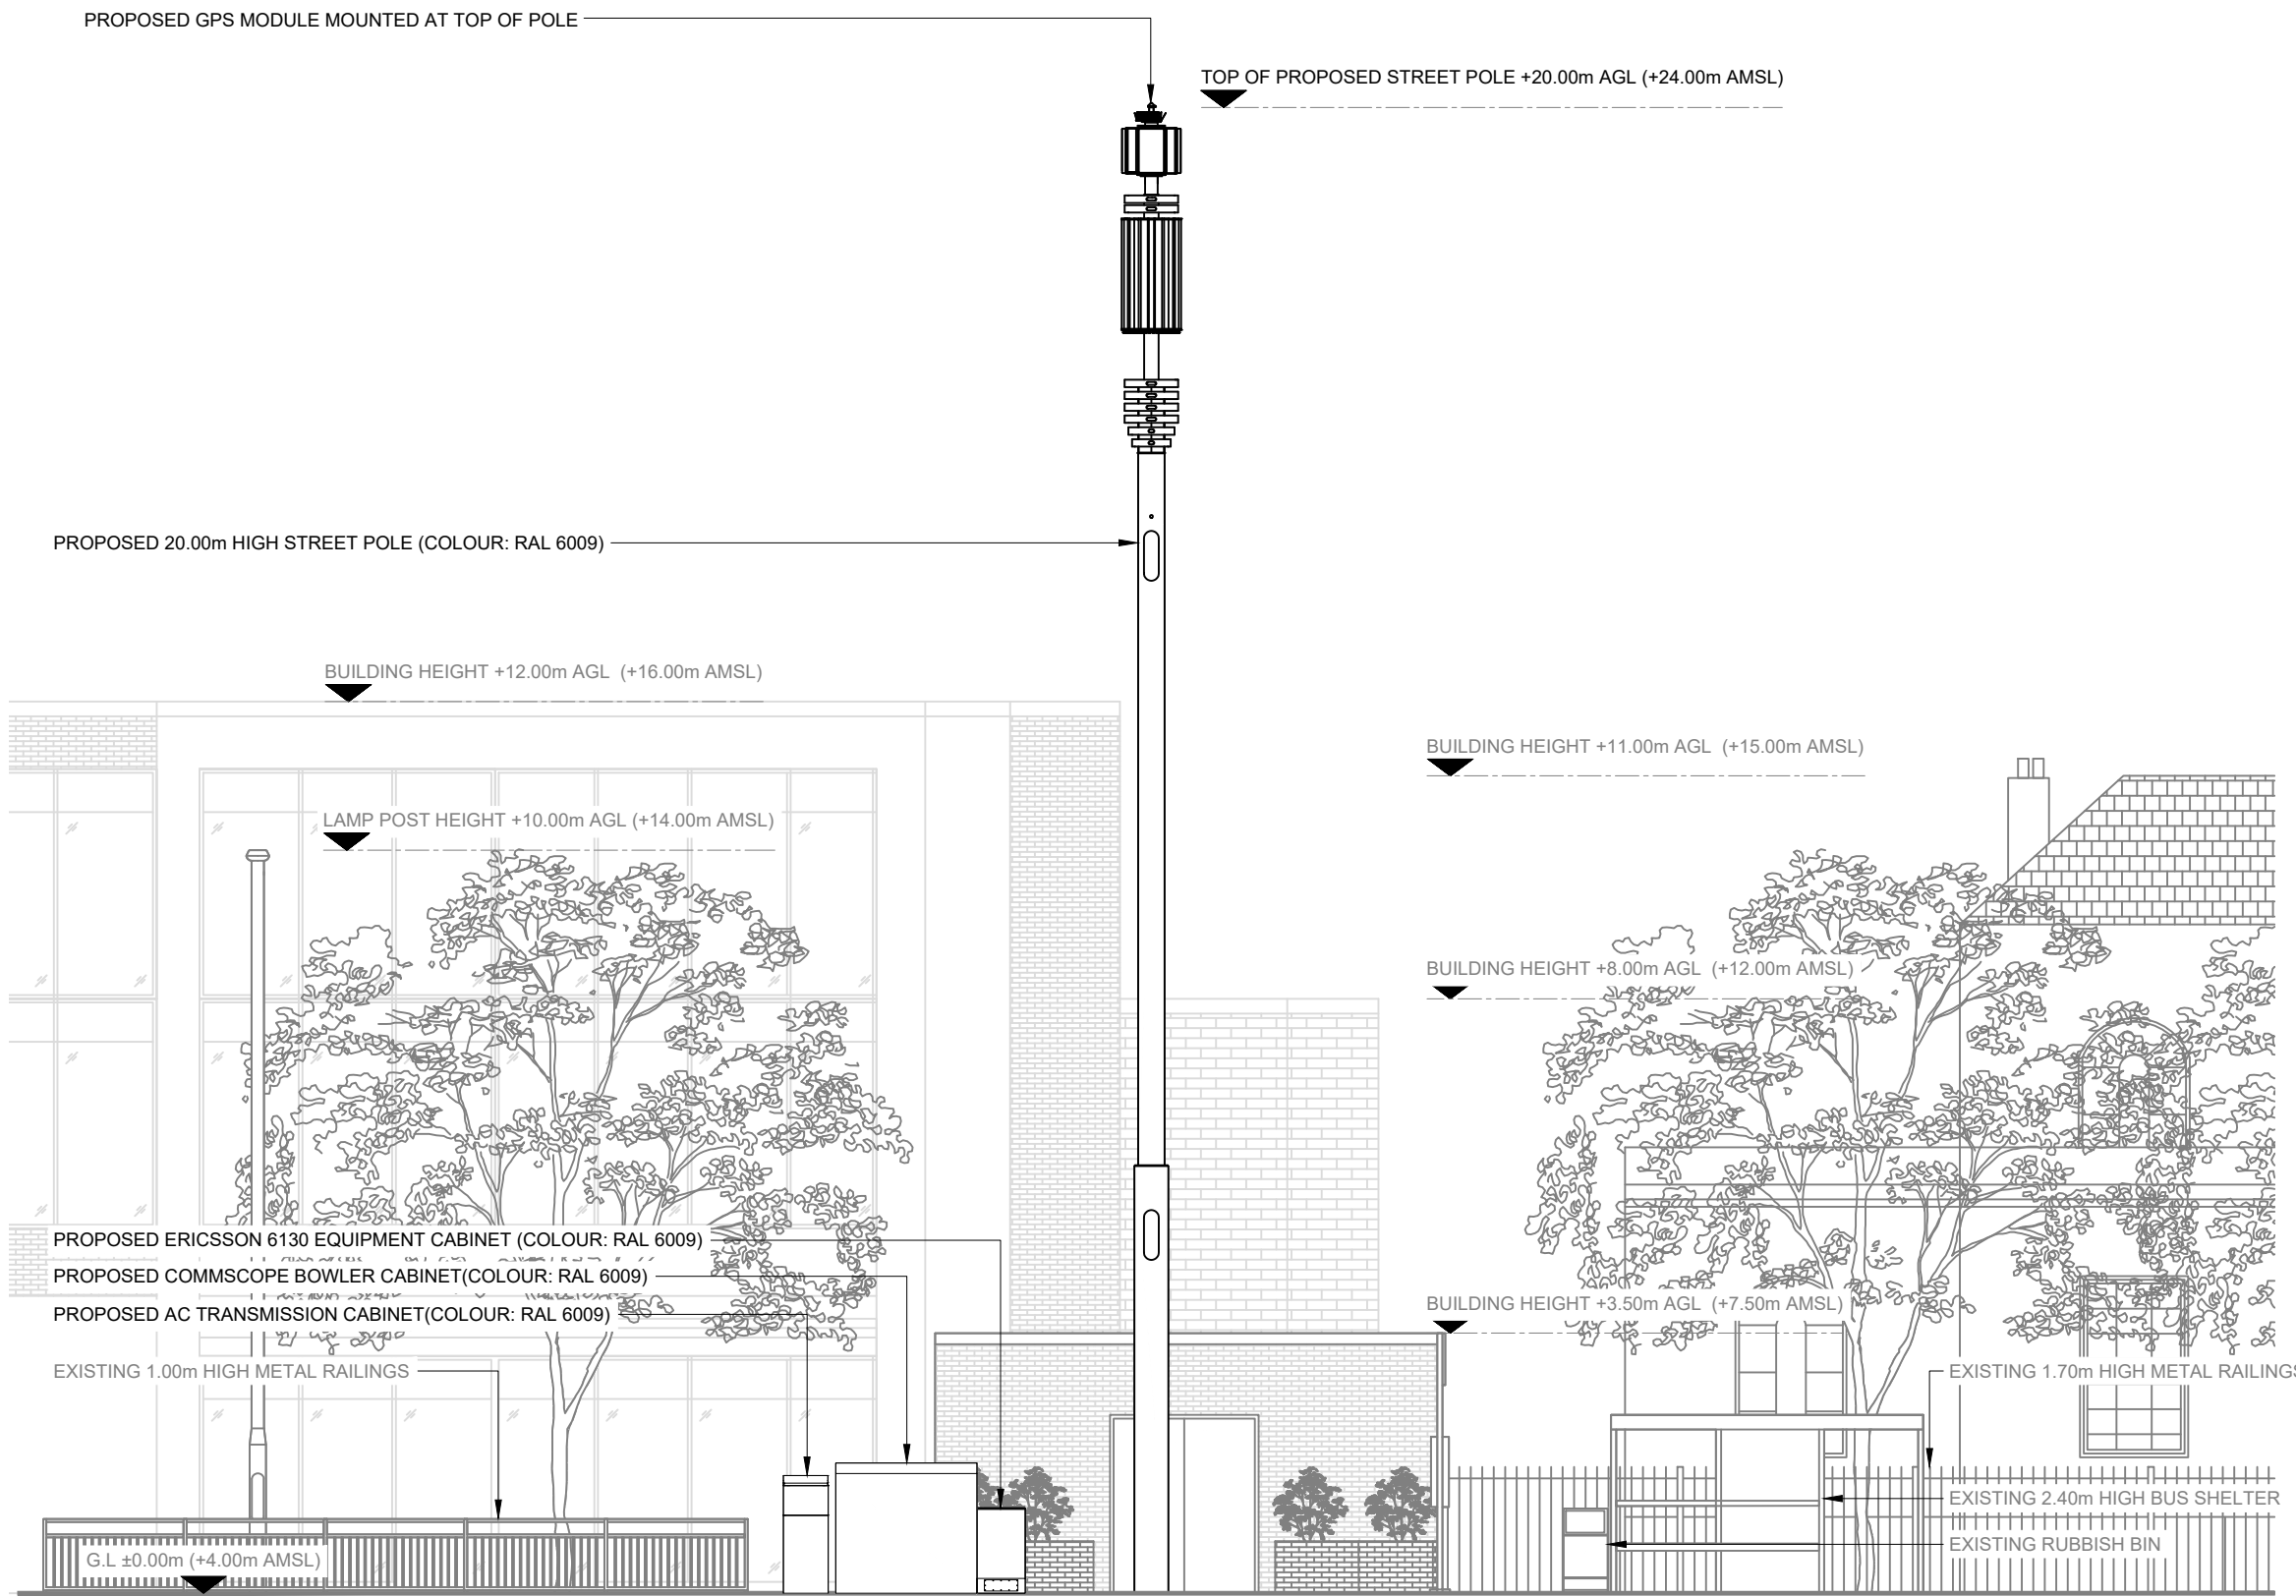 PROPOSED GPS MODULE MOUNTED AT TOP OF POLE
TOP OF PROPOSED STREET POLE +20.00m AGL (+24.00m AMSL)
PROPOSED 20.00m HIGH STREET POLE (COLOUR: RAL 6009)
BUILDING HEIGHT +12.00m AGL (+16.00m AMSL)
BUILDING HEIGHT +11.00m AGL (+15.00m AMSL)
LAMP POST HEIGHT +10.00m AGL (+14.00m AMSL)
BUILDING HEIGHT +8.00m AGL (+12.00m AMSL)
PROPOSED ERICSSON 6130 EQUIPMENT CABINET (COLOUR: RAL 6009)
PROPOSED COMMSCOPE BOWLER CABINET(COLOUR: RAL 6009)
BUILDING HEIGHT +3.50m AGL (+7.50m AMSL)
PROPOSED AC TRANSMISSION CABINET(COLOUR: RAL 6009)
EXISTING 1.00m HIGH METAL RAILINGS
EXISTING 1.70m HIGH METAL RAILINGS
EXISTING 2.40m HIGH BUS SHELTER
EXISTING RUBBISH BIN
G.L ±0.00m (+4.00m AMSL)